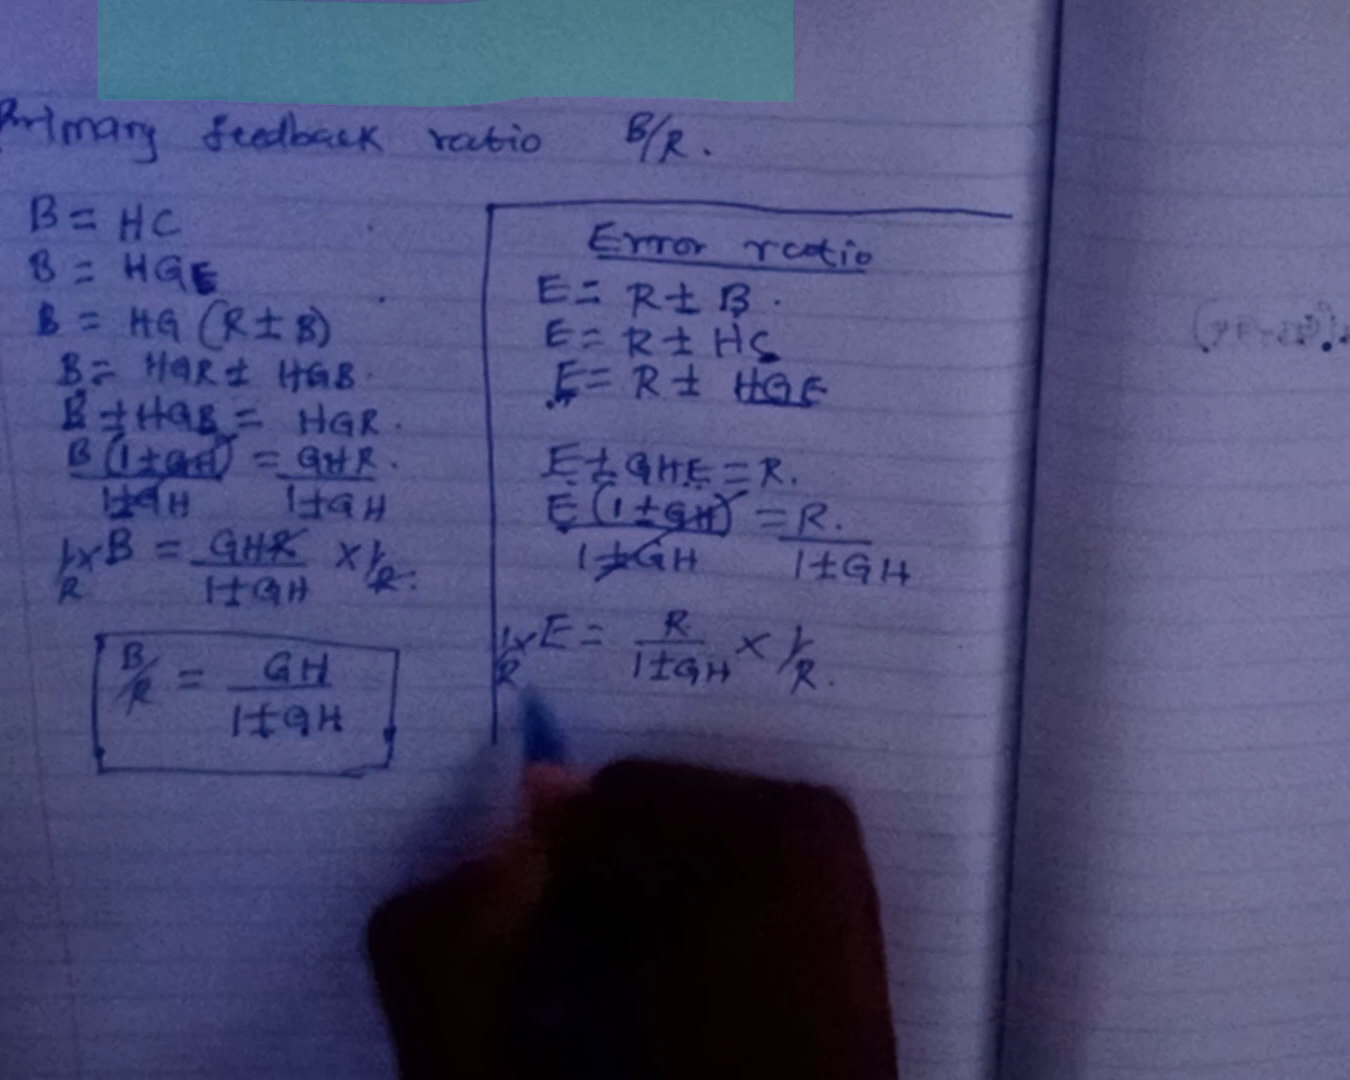 Primary feedback ratio B/R.
B = HC
B = HGE
B = HG (R ± B)
B = HGR ± HGB
B ± HGB = HGR.
B (1 ± GH) = GHR.
1±GH 1±GH
1/R × B = GHR × 1/R.
1±GH
B/R = GH
1±GH
Error ratio
E = R ± B.
E = R ± HC
E = R ± HGE
E ± GHE = R.
E (1 ± GH) = R.
1±GH 1±GH
1/R × E = R × 1/R.
1±GH